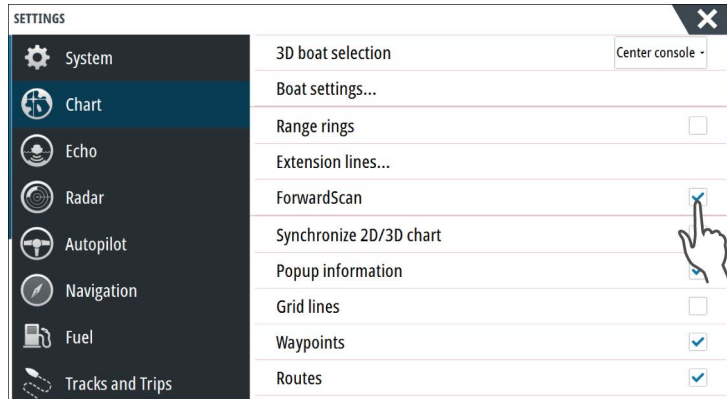 SETTINGS
System
Chart
Echo
Radar
Autopilot
Navigation
Fuel
Tracks and Trips
3D boat selection Center console
Boat settings...
Range rings
Extension lines...
ForwardScan
Synchronize 2D/3D chart
Popup information
Grid lines
Waypoints
Routes